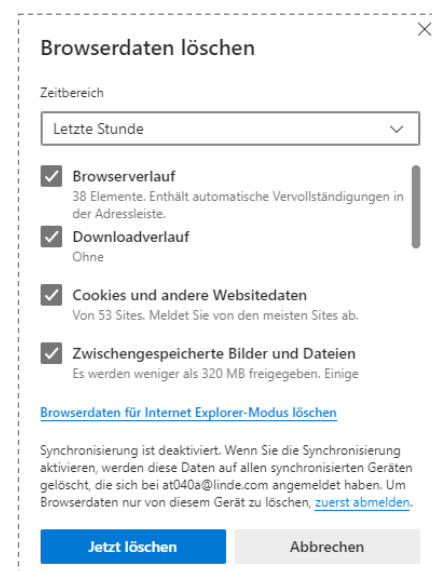 Browserdaten löschen
Zeitbereich
Letzte Stunde
Browserverlauf
38 Elemente. Enthält automatische Vervollständigungen in
der Adressleiste.
Downloadverlauf
Ohne
Cookies und andere Websitedaten
Von 53 Sites. Meldet Sie von den meisten Sites ab.
Zwischengespeicherte Bilder und Dateien
Es werden weniger als 320 MB freigegeben. Einige
Browserdaten für Internet Explorer-Modus löschen
Synchronisierung ist deaktiviert. Wenn Sie die Synchronisierung
aktivieren, werden diese Daten auf allen synchronisierten Geräten
gelöscht, die sich bei at040a@linde.com angemeldet haben. Um
Browserdaten nur von diesem Gerät zu löschen, zuerst abmelden.
Jetzt löschen
Abbrechen